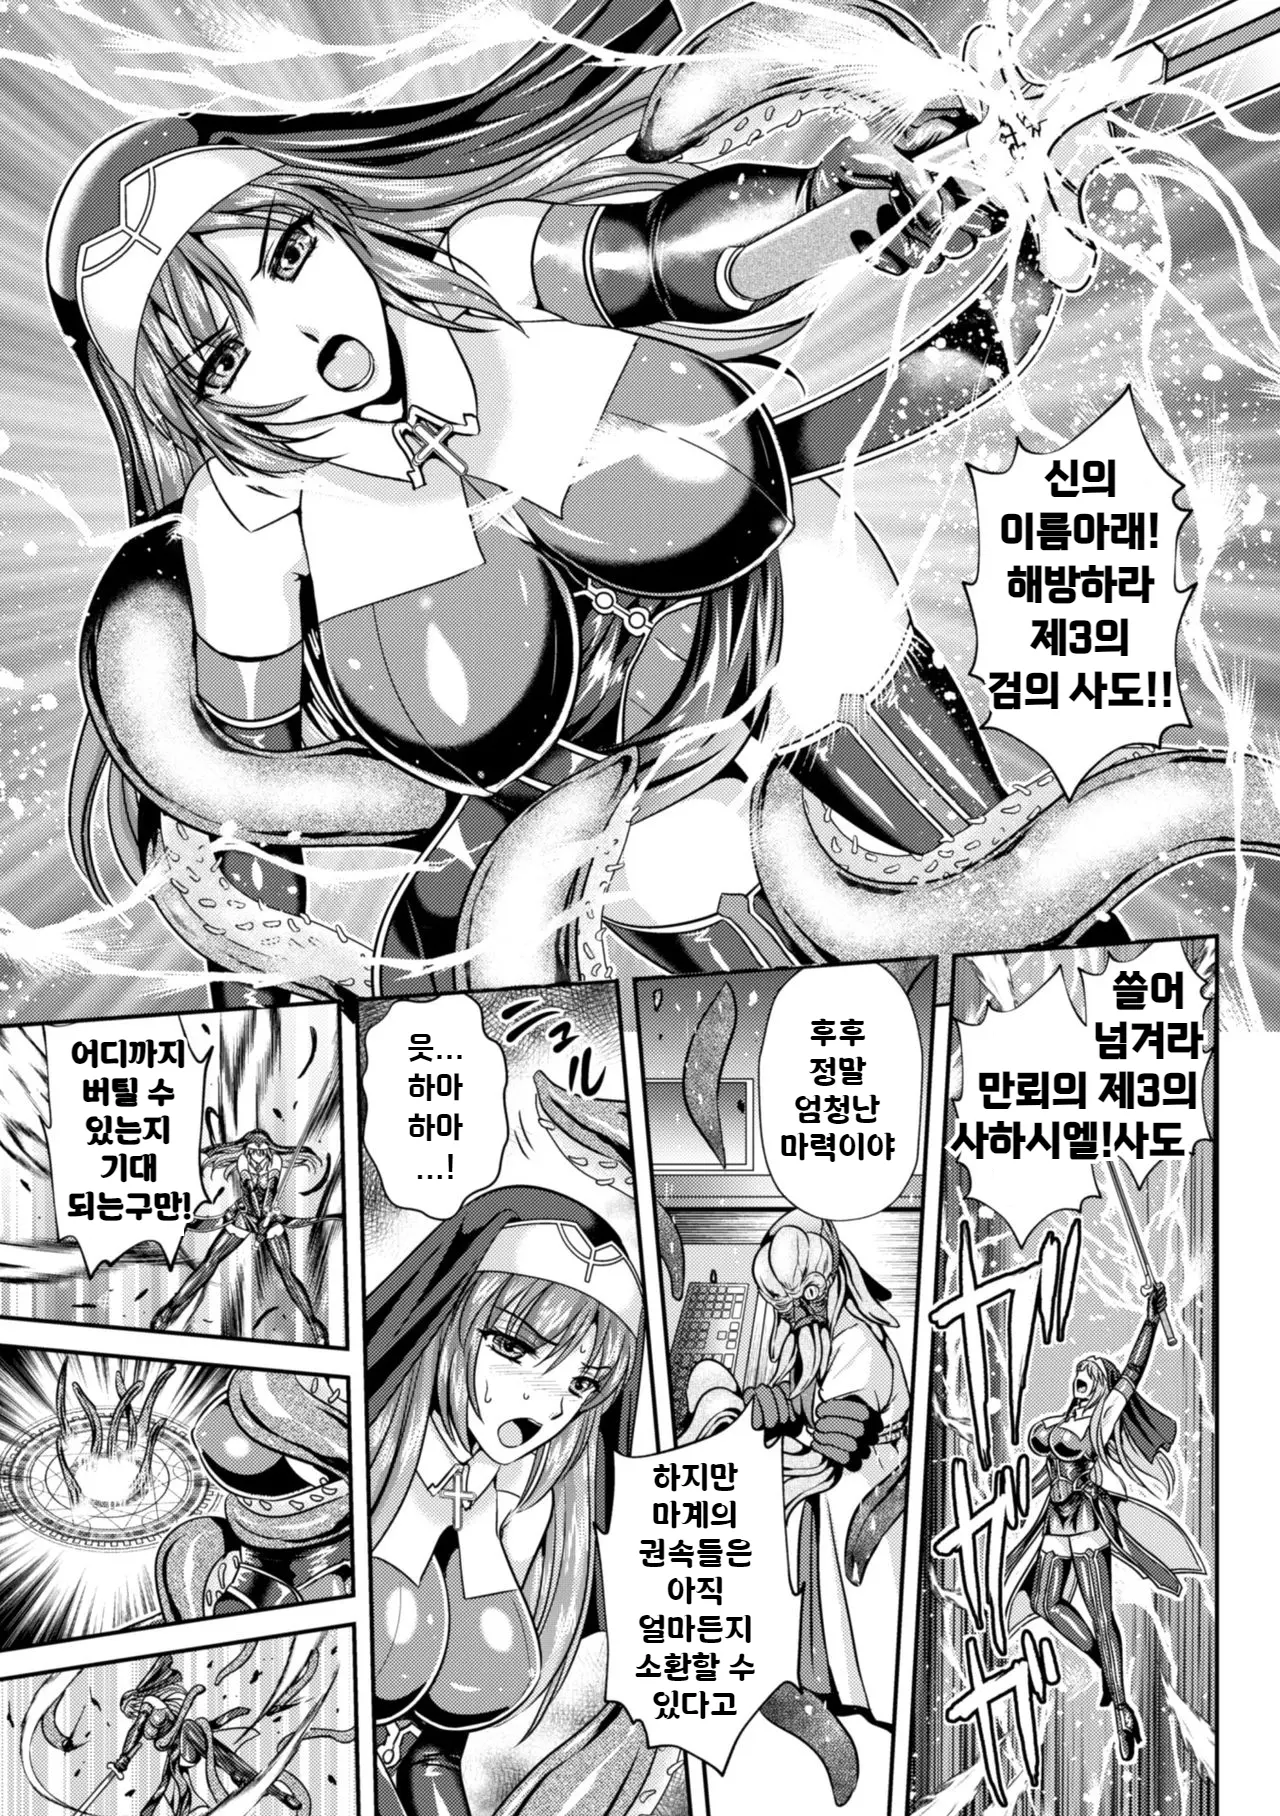 신의
이름아래!
해방하라
제3의
검의 사도!!
쓸어
넘겨라
만뢰의 제3의
사하시엘!사도
ガガガガ
후후
정말
엄청난
마력이야
하지만
마계의
권속들은
아직
얼마든지
소환할 수
있다고
ニュル
읏...
하아
하아
...!
어디까지
버틸 수
있는지
기대
되는구만!